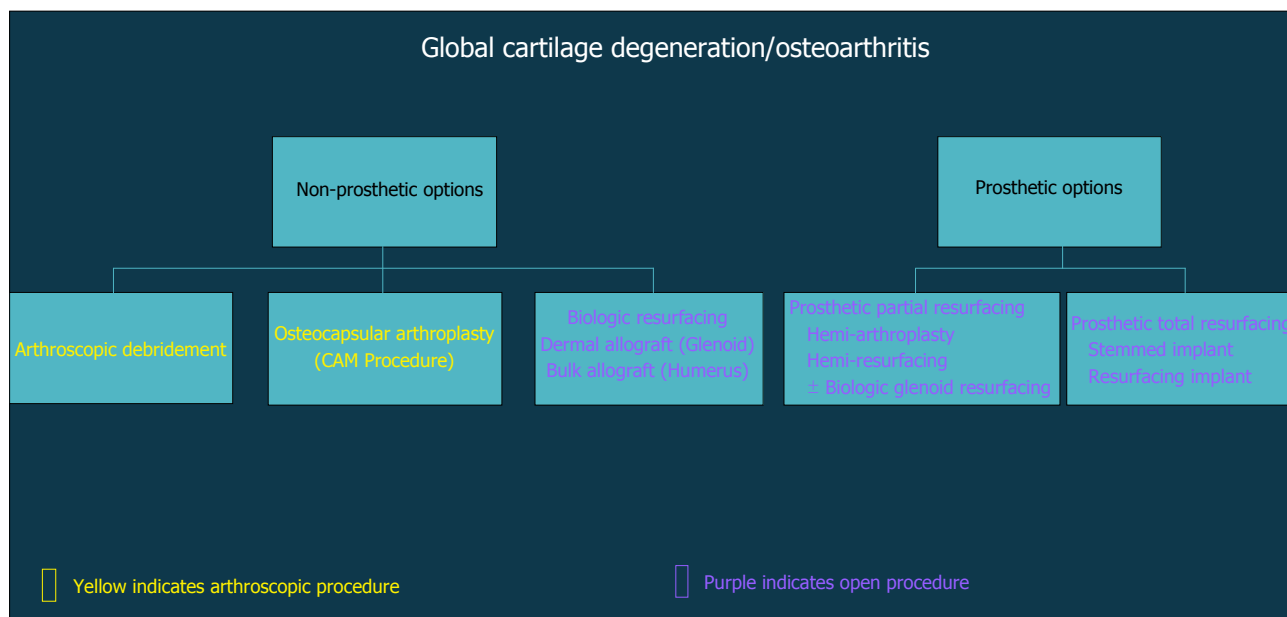 Global cartilage degeneration/osteoarthritis
Non-prosthetic options
Prosthetic options
Arthroscopic debridement
Osteocapsular arthroplasty
(CAM Procedure)
Biologic resurfacing
Dermal allograft (Glenoid)
Bulk allograft (Humerus)
Prosthetic partial resurfacing
Hemi-arthroplasty
Hemi-resurfacing
± Biologic glenoid resurfacing
Prosthetic total resurfacing
Stemmed implant
Resurfacing implant
Yellow indicates arthroscopic procedure
Purple indicates open procedure